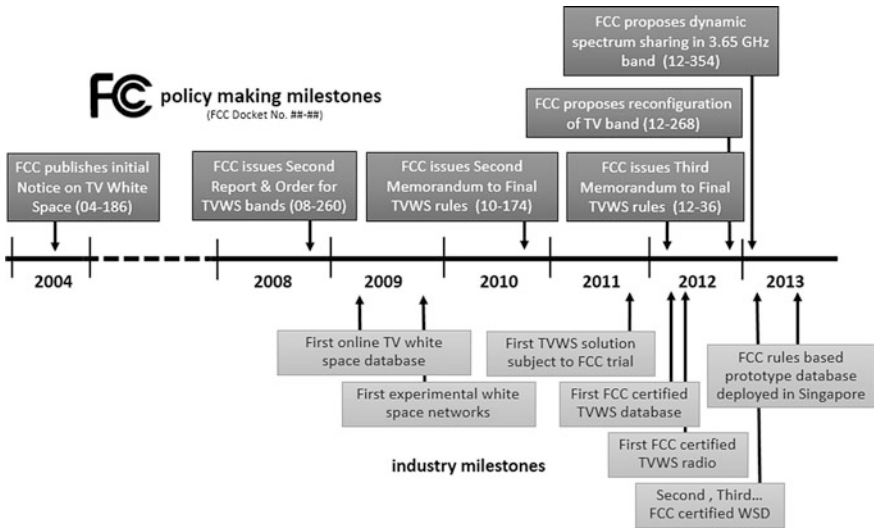 FCC proposes dynamic
spectrum sharing in 3.65 GHz
band (12-354)
FCC policy making milestones
(FCC Docket No. ##-##)
FCC proposes reconfiguration
of TV band (12-268)
FCC publishes initial
Notice on TV White
Space (04-186)
FCC issues Second
Report & Order for
TVWS bands (08-260)
FCC issues Second
Memorandum to Final
TVWS rules (10-174)
FCC issues Third
Memorandum to Final
TVWS rules (12-36)
2004
2008
2009
2010
2011
2012
2013
First online TV white
space database
First experimental white
space networks
First TVWS solution
subject to FCC trial
First FCC certified
TVWS database
First FCC certified
TVWS radio
FCC rules based
prototype database
deployed in Singapore
industry milestones
Second , Third...
FCC certified WSD